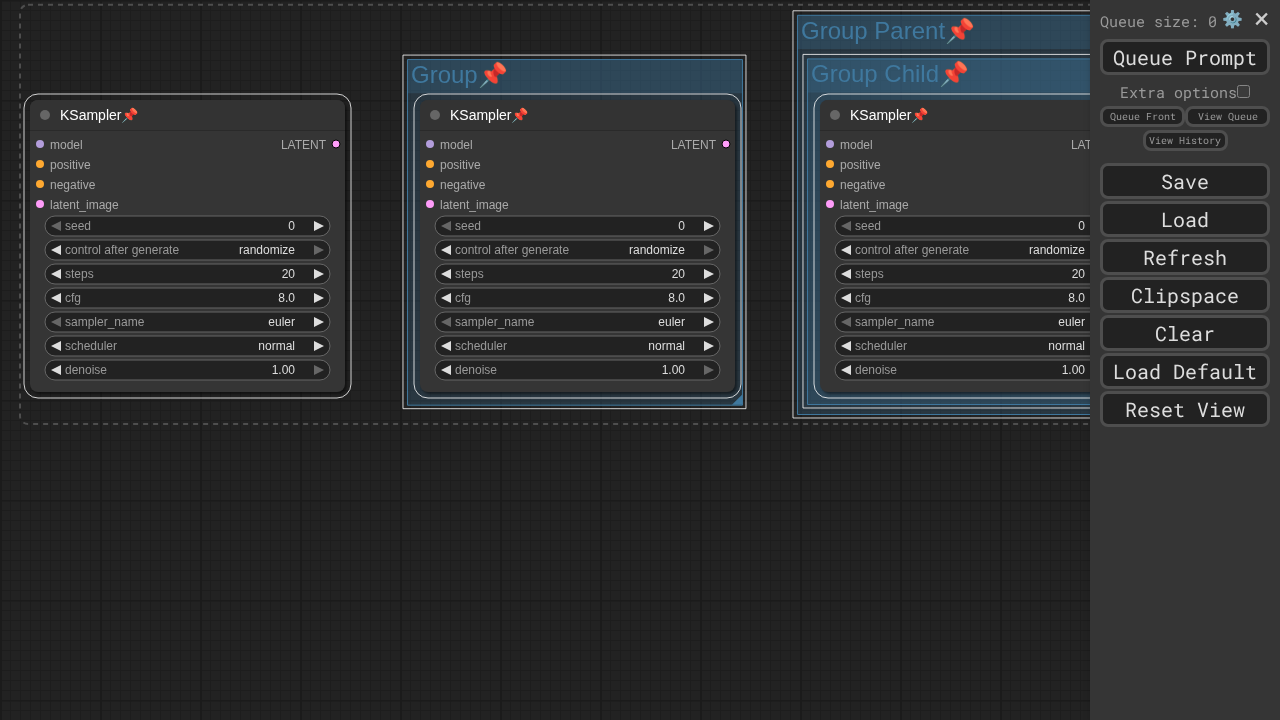 KSampler📌
model LATENT
positive
negative
latent_image
seed 0
control after generate randomize
steps 20
cfg 8.0
sampler_name euler
scheduler normal
denoise 1.00
Group📌
KSampler📌
model LATENT
positive
negative
latent_image
seed 0
control after generate randomize
steps 20
cfg 8.0
sampler_name euler
scheduler normal
denoise 1.00
Group Parent📌
Group Child📌
KSampler📌
model LAT
positive
negative
latent_image
seed 0
control after generate randomize
steps 20
cfg 8.0
sampler_name euler
scheduler normal
denoise 1.00
Queue size: 0 ⚙️ ✕
Queue Prompt
Extra options
Queue Front View Queue
View History
Save
Load
Refresh
Clipspace
Clear
Load Default
Reset View